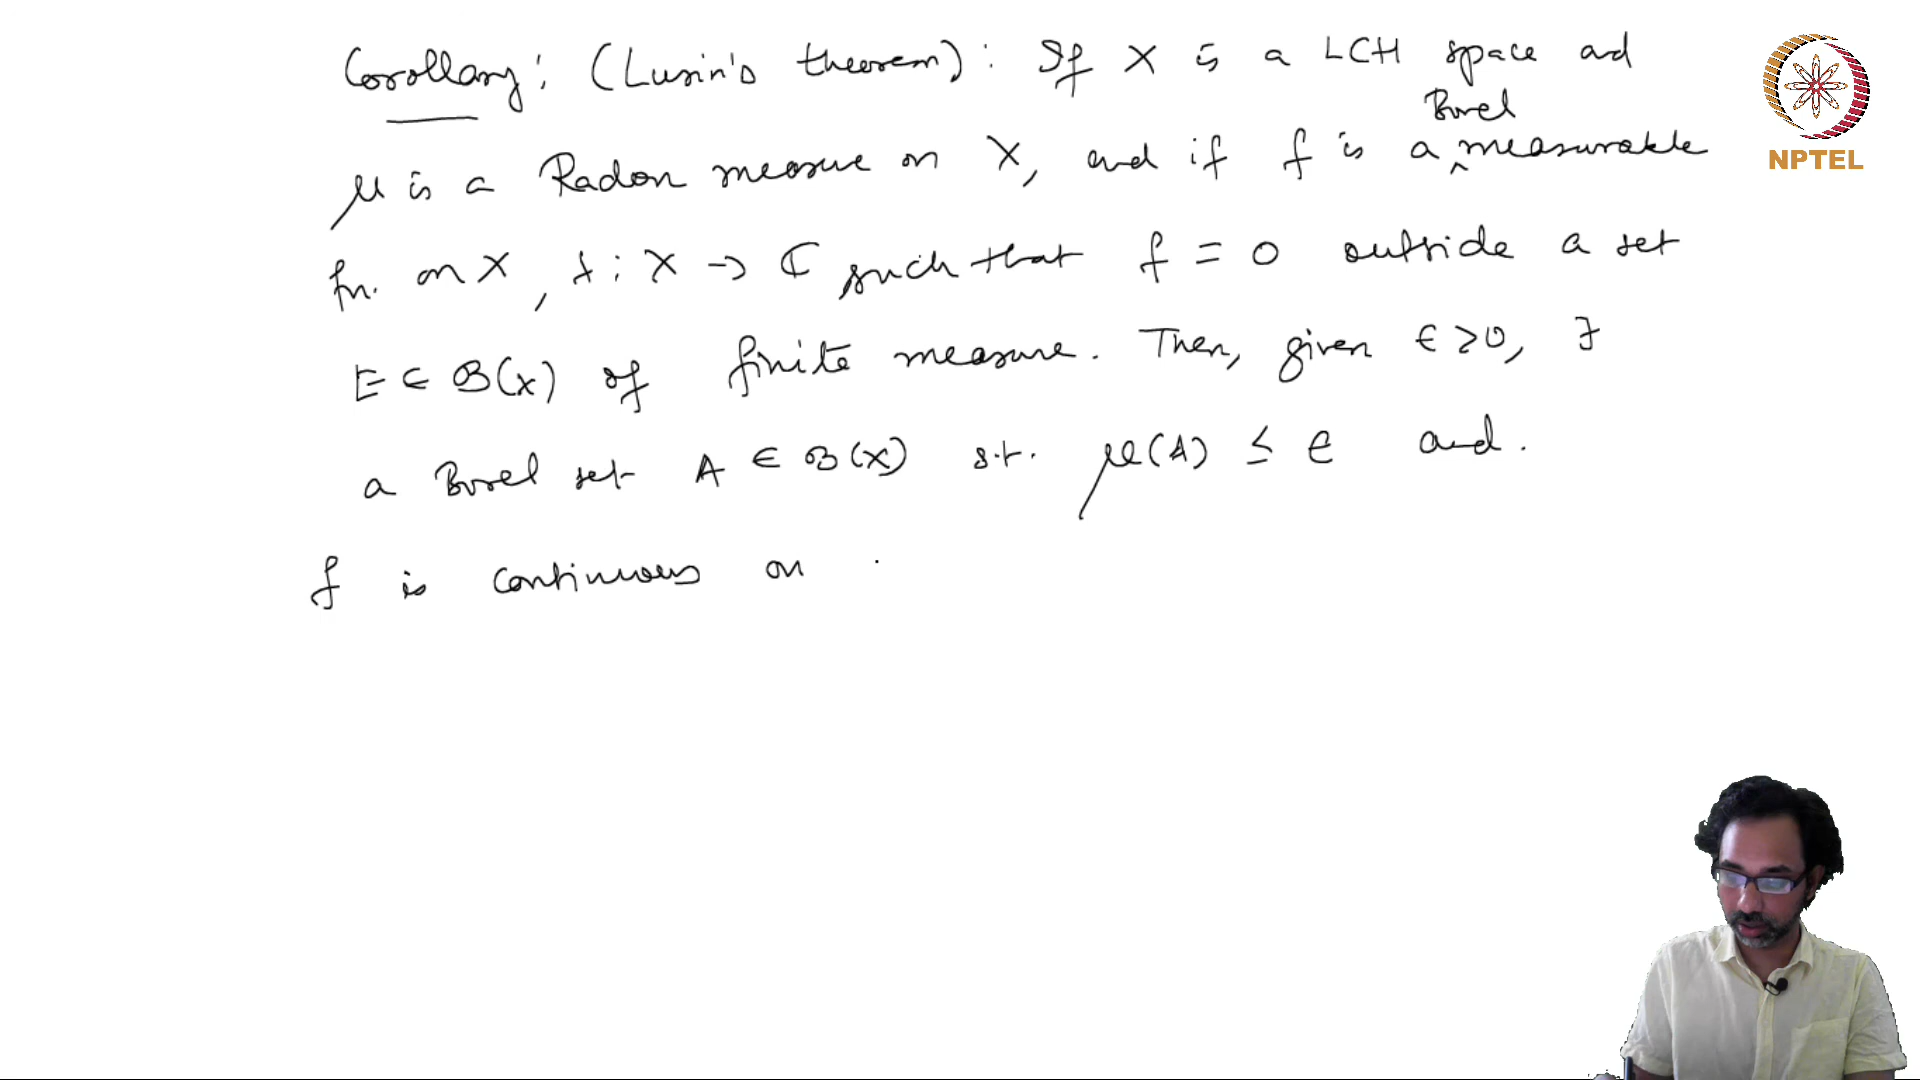 Corollary: (Lusin's theorem): If X is a LCH space ad
Borel
μ is a Radon measure on X, and if f is a ^ measurable
fn. on X, f : X → ℂ such that f = 0 outside a set
E ∈ B(X) of finite measure. Then, given ϵ > 0, ∃
a Borel set A ∈ B(X) s.t. μ(A) ≤ ϵ and.
f is continuous on
NPTEL